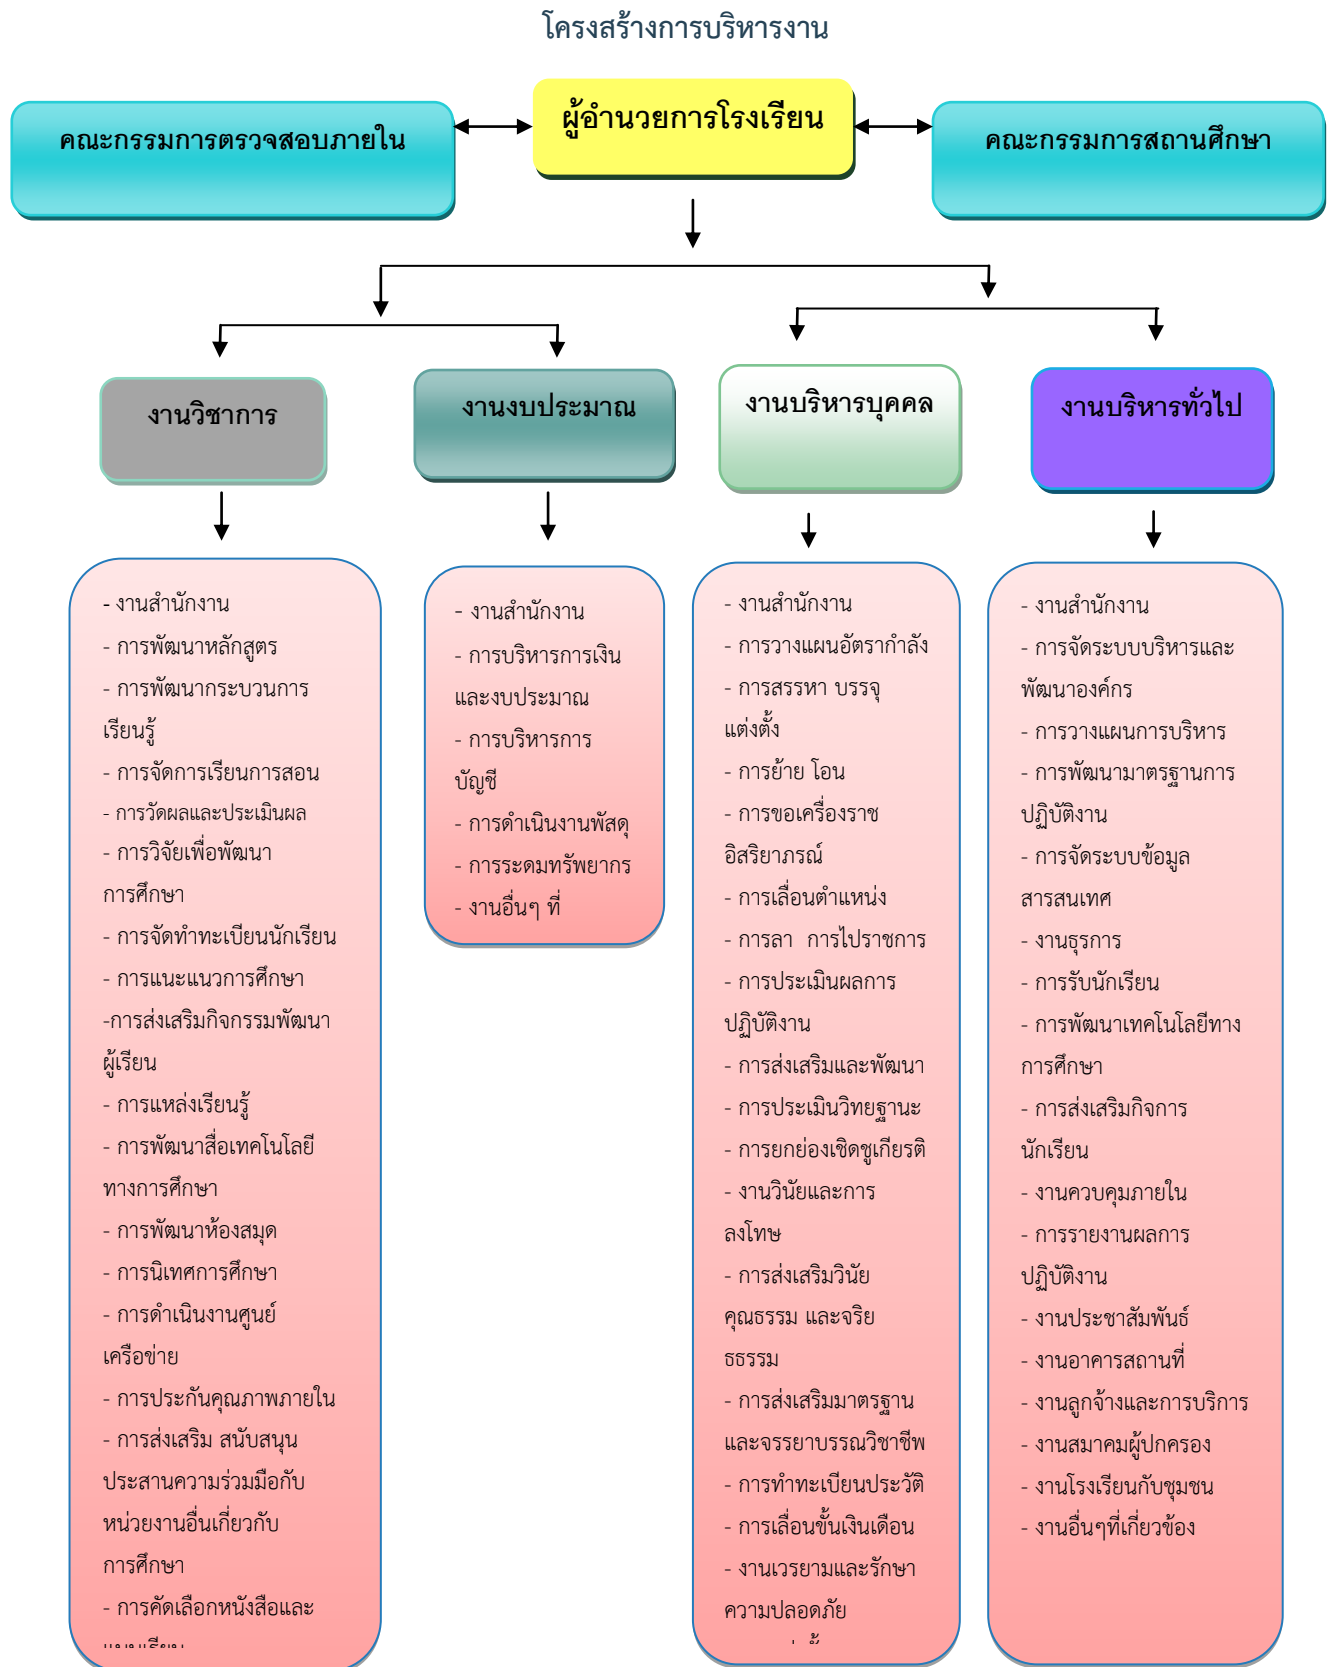 โครงสร้างการบริหารงาน
คณะกรรมการตรวจสอบภายใน
ผู้อำนวยการโรงเรียน
คณะกรรมการสถานศึกษา
งานวิชาการ
งานงบประมาณ
งานบริหารบุคคล
งานบริหารทั่วไป
- งานสำนักงาน
- การพัฒนาหลักสูตร
- การพัฒนากระบวนการ
เรียนรู้
- การจัดการเรียนการสอน
- การวัดผลและประเมินผล
- การวิจัยเพื่อพัฒนา
การศึกษา
- การจัดทำทะเบียนนักเรียน
- การแนะแนวการศึกษา
-การส่งเสริมกิจกรรมพัฒนา
ผู้เรียน
- การแหล่งเรียนรู้
- การพัฒนาสื่อเทคโนโลยี
ทางการศึกษา
- การพัฒนาห้องสมุด
- การนิเทศการศึกษา
- การดำเนินงานศูนย์
เครือข่าย
- การประกันคุณภาพภายใน
- การส่งเสริม สนับสนุน
ประสานความร่วมมือกับ
หน่วยงานอื่นเกี่ยวกับ
การศึกษา
- การคัดเลือกหนังสือและ
- งานสำนักงาน
- การบริหารการเงิน
และงบประมาณ
- การบริหารการ
บัญชี
- การดำเนินงานพัสดุ
- การระดมทรัพยากร
- งานอื่นๆ ที่
- งานสำนักงาน
- การวางแผนอัตรากำลัง
- การสรรหา บรรจุ
แต่งตั้ง
- การย้าย โอน
- การขอเครื่องราช
อิสริยาภรณ์
- การเลื่อนตำแหน่ง
- การลา  การไปราชการ
- การประเมินผลการ
ปฏิบัติงาน
- การส่งเสริมและพัฒนา
- การประเมินวิทยฐานะ
- การยกย่องเชิดชูเกียรติ
- งานวินัยและการ
ลงโทษ
- การส่งเสริมวินัย
คุณธรรม และจริย
ธธรรม
- การส่งเสริมมาตรฐาน
และจรรยาบรรณวิชาชีพ
- การทำทะเบียนประวัติ
- การเลื่อนขั้นเงินเดือน
- งานเวรยามและรักษา
ความปลอดภัย
- งานสำนักงาน
- การจัดระบบบริหารและ
พัฒนาองค์กร
- การวางแผนการบริหาร
- การพัฒนามาตรฐานการ
ปฏิบัติงาน
- การจัดระบบข้อมูล
สารสนเทศ
- งานธุรการ
- การรับนักเรียน
- การพัฒนาเทคโนโลยีทาง
การศึกษา
- การส่งเสริมกิจการ
นักเรียน
- งานควบคุมภายใน
- การรายงานผลการ
ปฏิบัติงาน
- งานประชาสัมพันธ์
- งานอาคารสถานที่
- งานลูกจ้างและการบริการ
- งานสมาคมผู้ปกครอง
- งานโรงเรียนกับชุมชน
- งานอื่นๆที่เกี่ยวข้อง